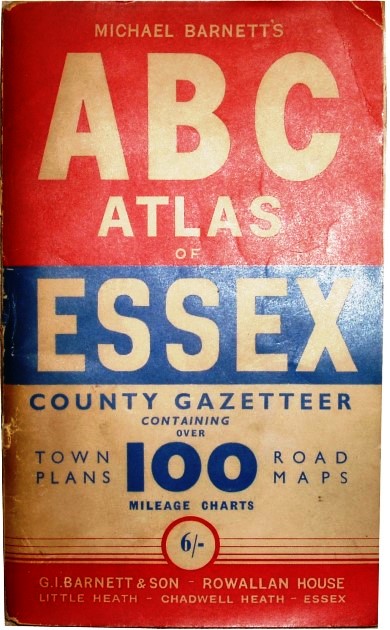 MICHAEL BARNETT'S
ABC
ATLAS
OF
ESSEX
COUNTY GAZETTEER
CONTAINING
OVER
TOWN 100 ROAD
PLANS MAPS
MILEAGE CHARTS
6/-
G.I.BARNETT & SON - ROWALLAN HOUSE
LITTLE HEATH - CHADWELL HEATH - ESSEX